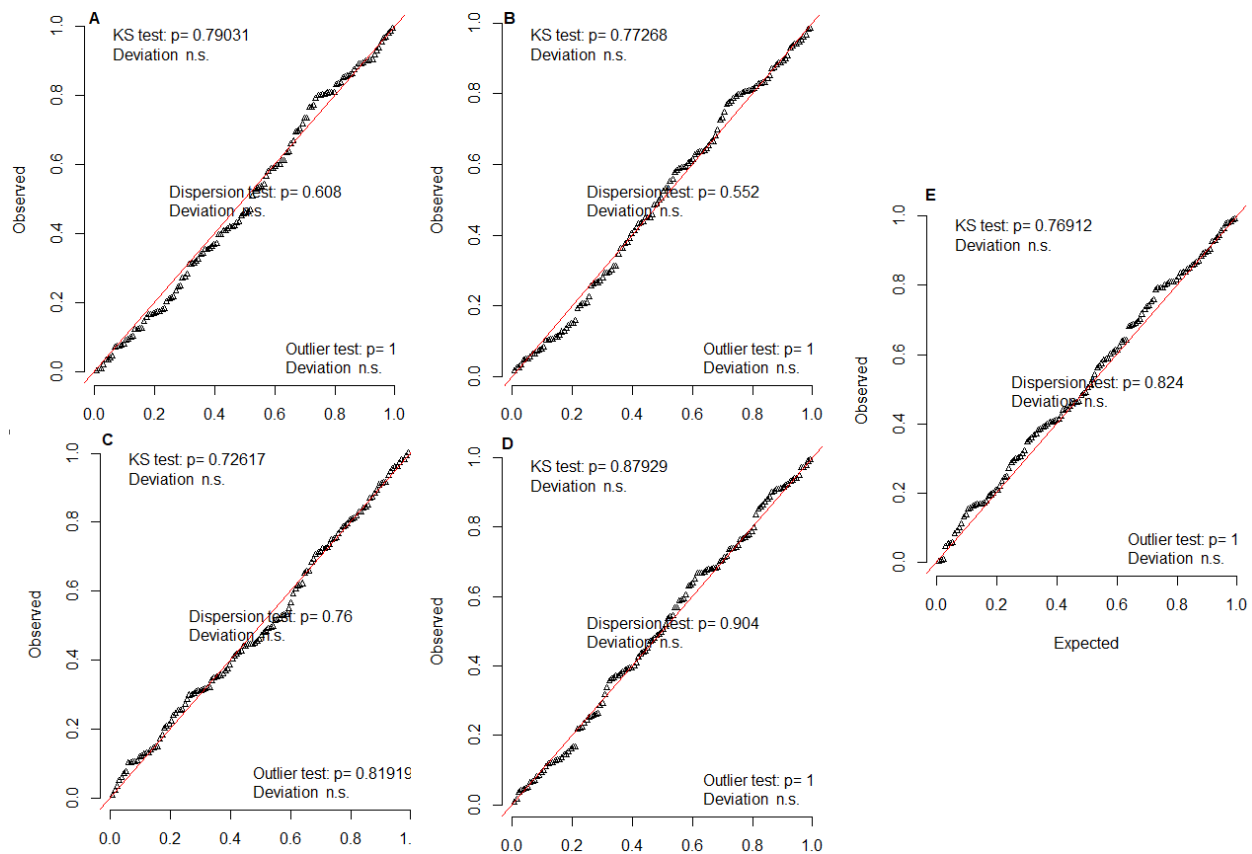 A
KS test: p= 0.79031
Deviation n.s.
Dispersion test: p= 0.608
Deviation n.s.
Outlier test: p= 1
Deviation n.s.
Observed
0.0 0.2 0.4 0.6 0.8 1.0
0.0 0.2 0.4 0.6 0.8 1.0
B
KS test: p= 0.77268
Deviation n.s.
Dispersion test: p= 0.552
Deviation n.s.
Outlier test: p= 1
Deviation n.s.
Observed
0.0 0.2 0.4 0.6 0.8 1.0
0.0 0.2 0.4 0.6 0.8 1.0
C
KS test: p= 0.72617
Deviation n.s.
Dispersion test: p= 0.76
Deviation n.s.
Outlier test: p= 0.81919
Deviation n.s.
Observed
0.0 0.2 0.4 0.6 0.8 1.0
0.0 0.2 0.4 0.6 0.8 1.
D
KS test: p= 0.87929
Deviation n.s.
Dispersion test: p= 0.904
Deviation n.s.
Outlier test: p= 1
Deviation n.s.
Observed
0.0 0.2 0.4 0.6 0.8 1.0
0.0 0.2 0.4 0.6 0.8 1.0
E
KS test: p= 0.76912
Deviation n.s.
Dispersion test: p= 0.824
Deviation n.s.
Outlier test: p= 1
Deviation n.s.
Observed
0.0 0.2 0.4 0.6 0.8 1.0
0.0 0.2 0.4 0.6 0.8 1.0
Expected